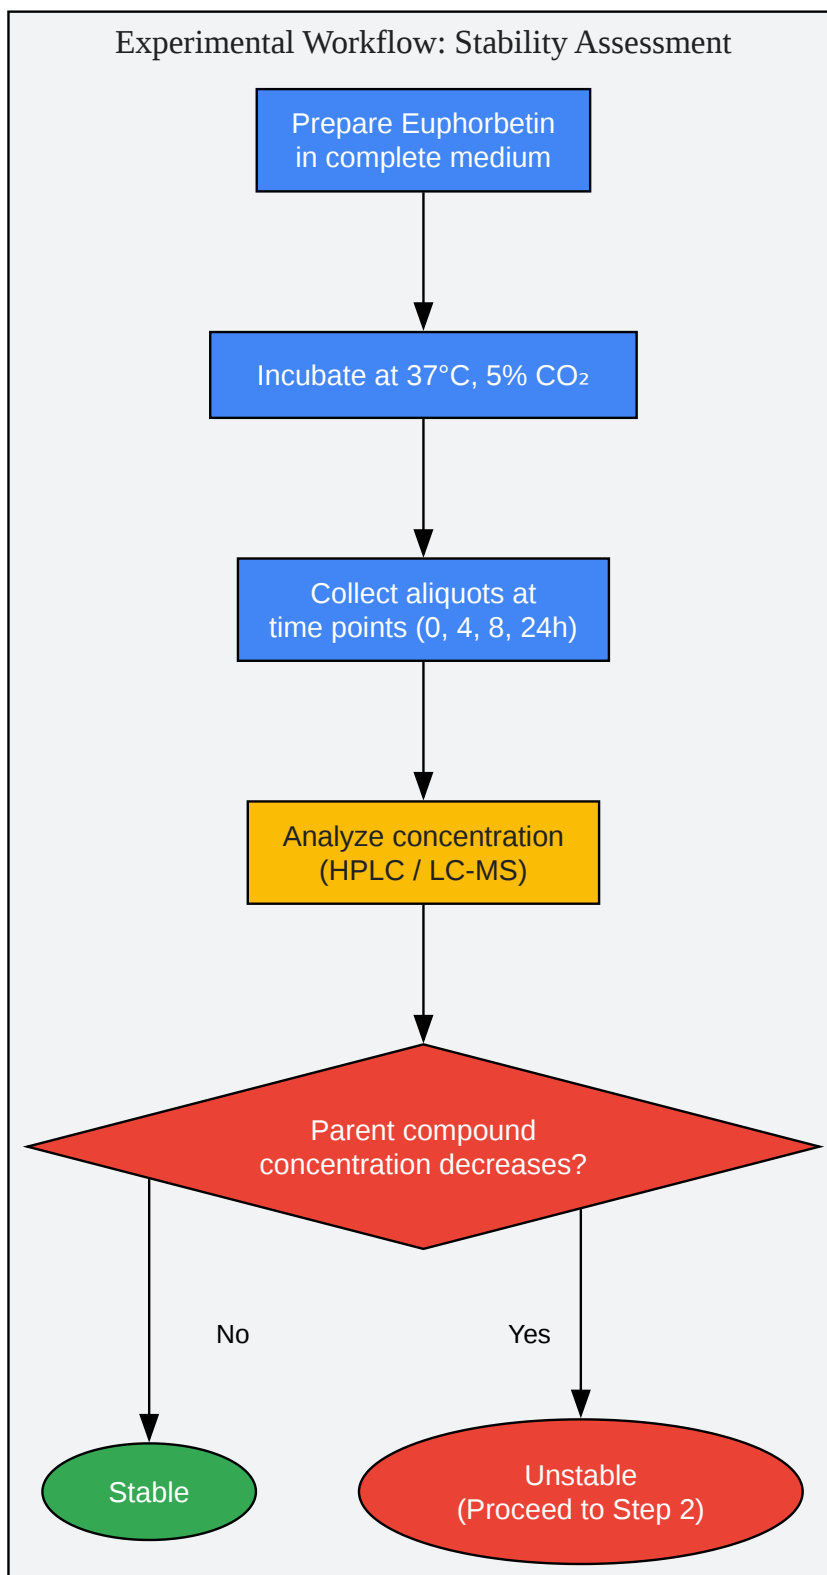 Experimental Workflow: Stability Assessment
Prepare Euphorbetin
in complete medium
Incubate at 37°C, 5% CO₂
Collect aliquots at
time points (0, 4, 8, 24h)
Analyze concentration
(HPLC / LC-MS)
Parent compound
concentration decreases?
No
Yes
Stable
Unstable
(Proceed to Step 2)